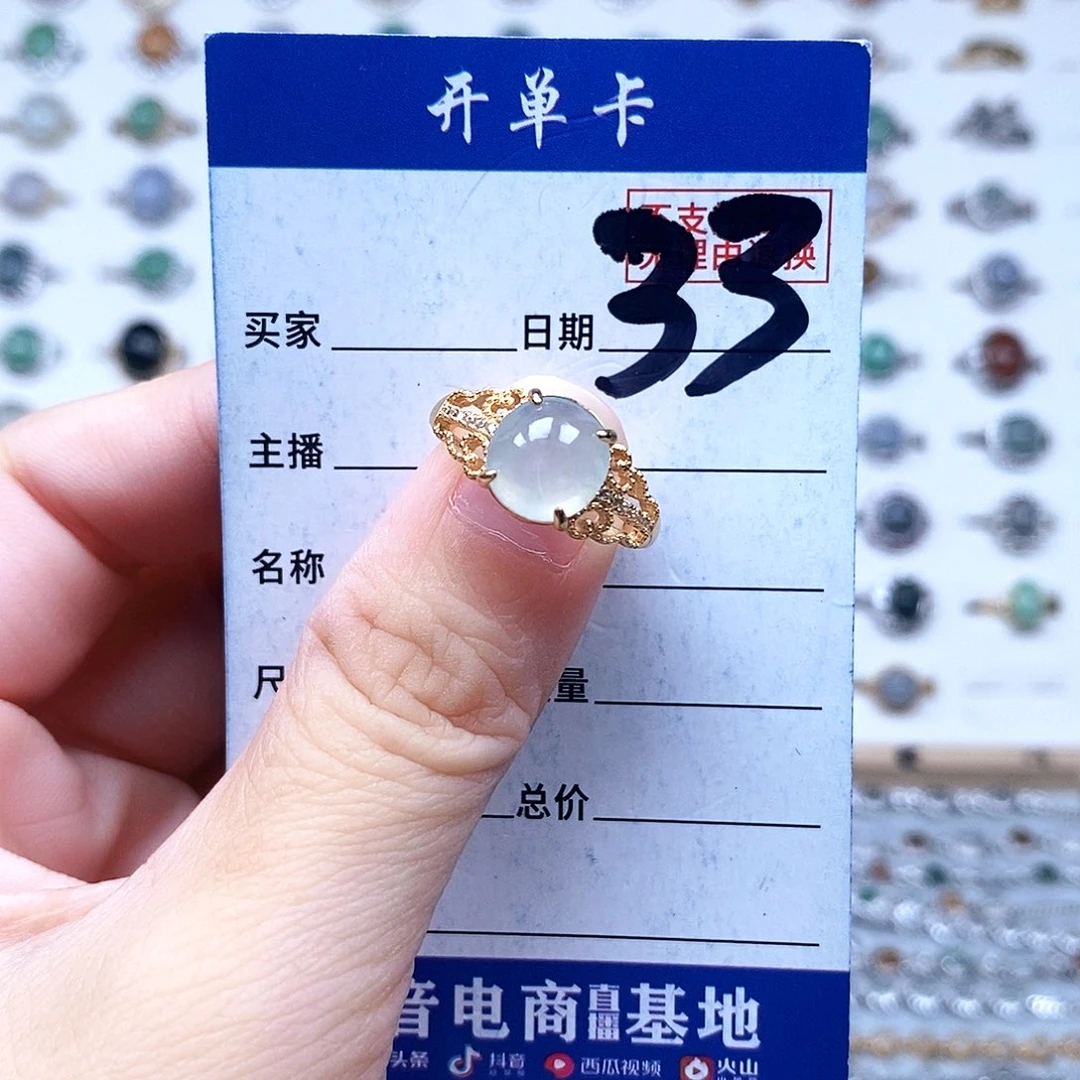 开单卡
33
买家 日期
主播
名称
量
总价
音电商直播基地
头条 抖音 西瓜视频 火山